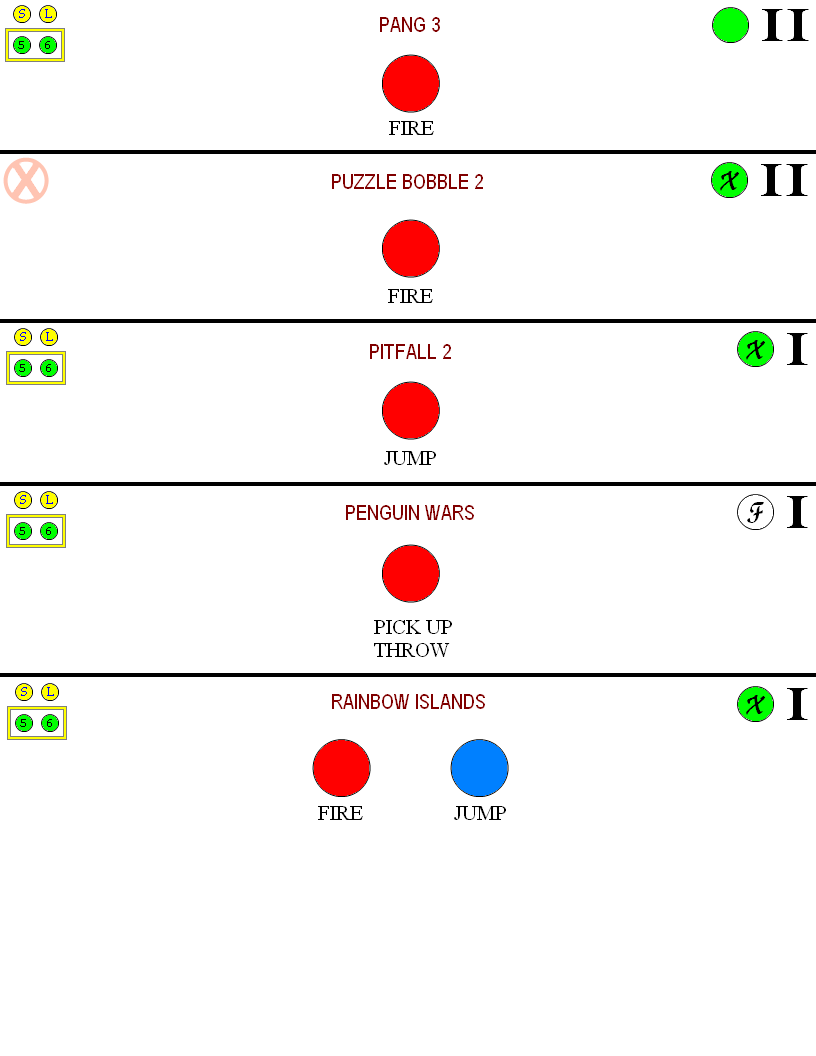 S L
PANG 3
II
5 6
FIRE
X
PUZZLE BOBBLE 2
X II
FIRE
S L
PITFALL 2
X I
5 6
JUMP
S L
PENGUIN WARS
F I
5 6
PICK UP
THROW
S L
RAINBOW ISLANDS
X I
5 6
FIRE JUMP